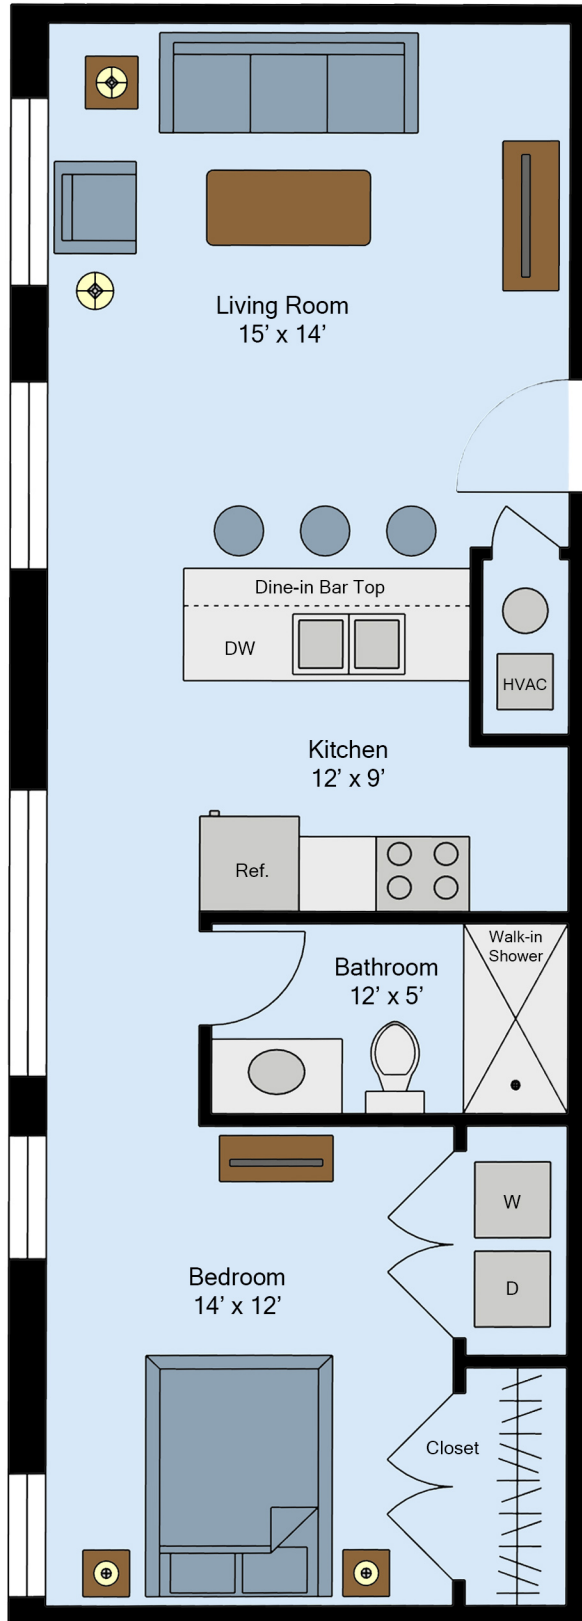 Living Room
15’ x 14’
Dine-in Bar Top
DW
HVAC
Kitchen
12’ x 9’
Ref.
Walk-in
Shower
Bathroom
12’ x 5’
W
Bedroom
14’ x 12’
D
Closet